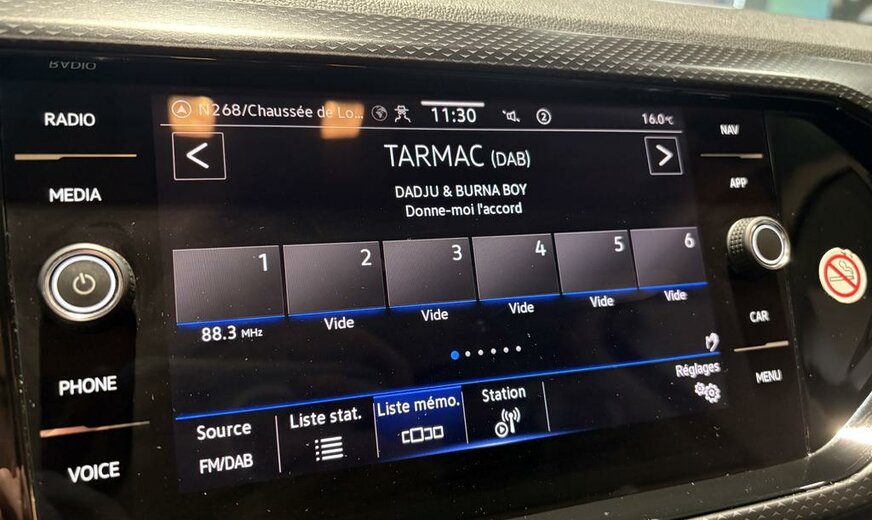 RADIO
MEDIA
PHONE
VOICE
N268/Chaussée de Lo...
11:30
2
16.0°C
TARMAC (DAB)
DADJU & BURNA BOY
Donne-moi l'accord
1
2
3
4
5
6
88.3 MHz
Vide
Vide
Vide
Vide
Vide
Réglages
Source
FM/DAB
Liste stat.
Liste mémo.
Station
NAV
APP
CAR
MENU